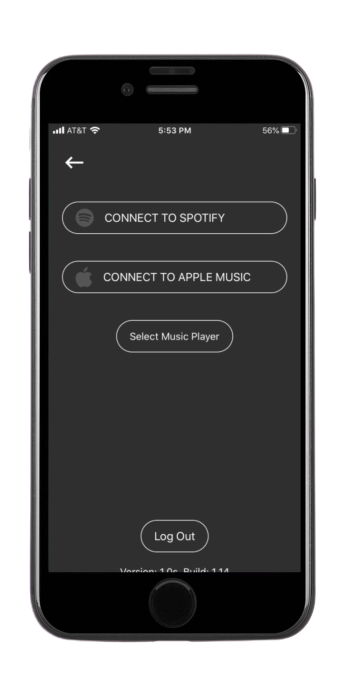 AT&T 5:53 PM 56%
CONNECT TO SPOTIFY
CONNECT TO APPLE MUSIC
Select Music Player
Log Out
Version: 1.0s, Build: 1.14